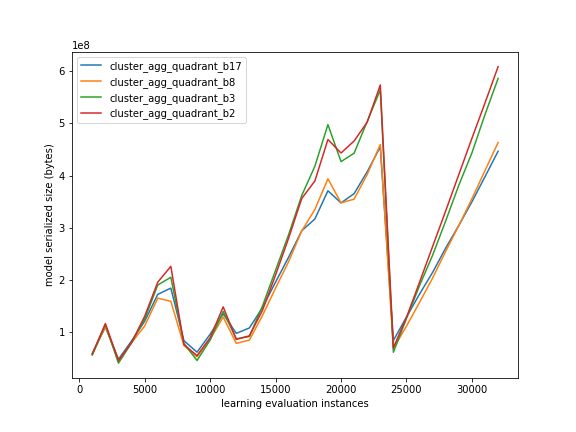 1e8
cluster_agg_quadrant_b17
cluster_agg_quadrant_b8
cluster_agg_quadrant_b3
cluster_agg_quadrant_b2
6
5
4
3
2
1
model serialized size (bytes)
0 5000 10000 15000 20000 25000 30000
learning evaluation instances